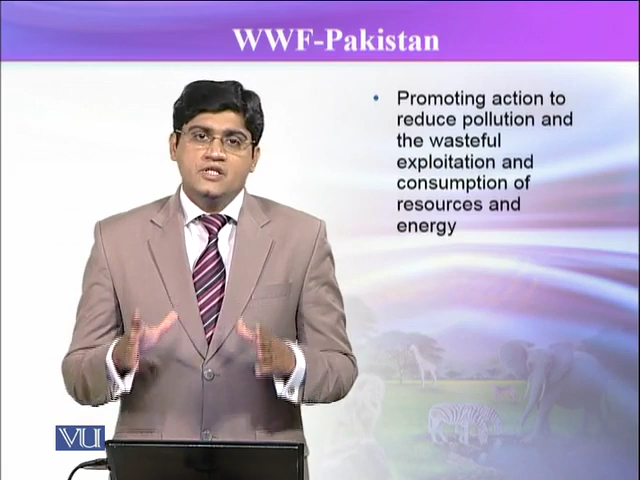 WWF-Pakistan
• Promoting action to
reduce pollution and
the wasteful
exploitation and
consumption of
resources and
energy
VU